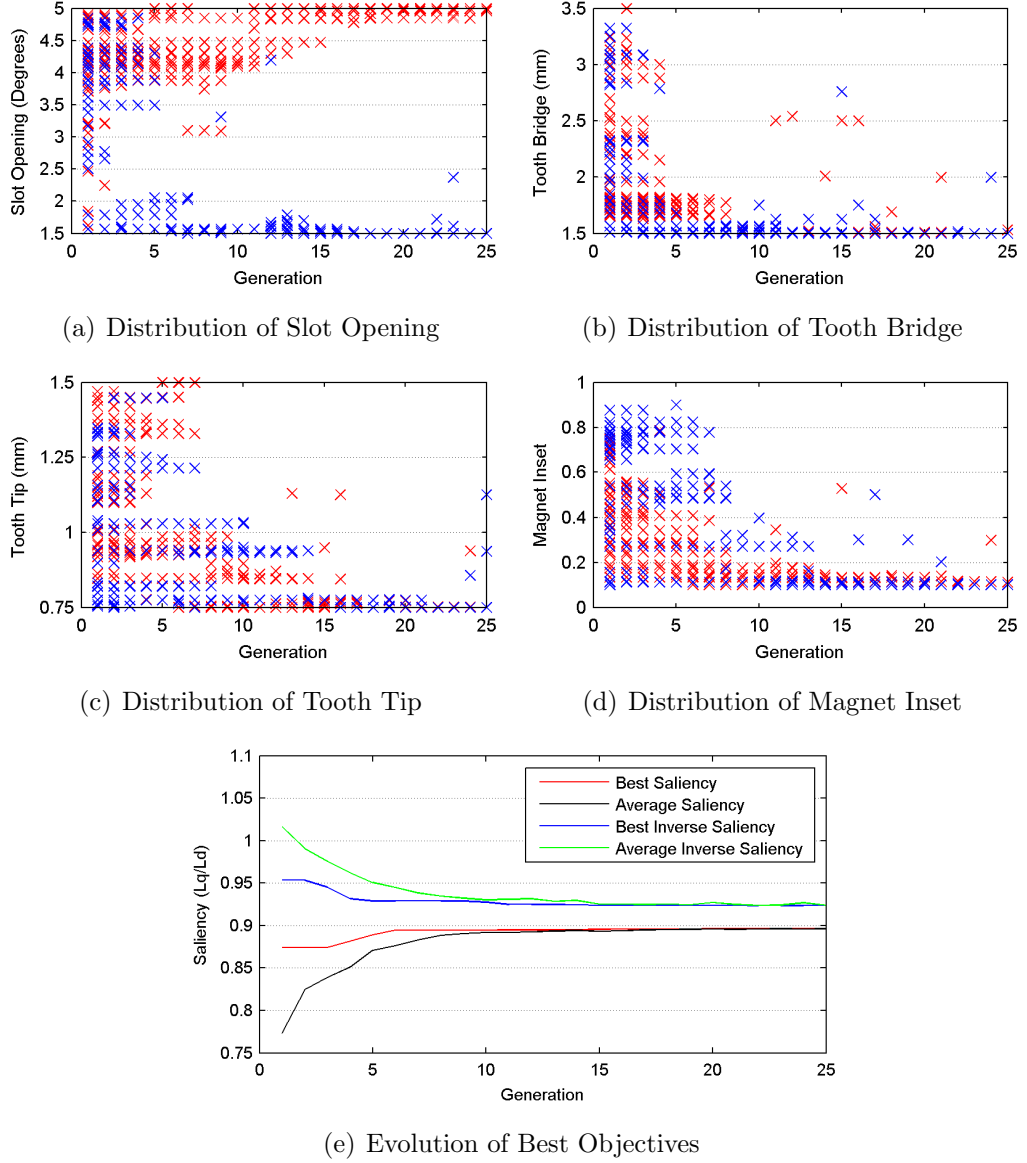 5
4.5
4
3.5
3
2.5
2
1.5
0 5 10 15 20 25
Slot Opening (Degrees)
Generation
(a) Distribution of Slot Opening
3.5
3
2.5
2
1.5
0 5 10 15 20 25
Tooth Bridge (mm)
Generation
(b) Distribution of Tooth Bridge
1.5
1.25
1
0.75
0 5 10 15 20 25
Tooth Tip (mm)
Generation
(c) Distribution of Tooth Tip
1
0.8
0.6
0.4
0.2
0
0 5 10 15 20 25
Magnet Inset
Generation
(d) Distribution of Magnet Inset
1.1
1.05
1
0.95
0.9
0.85
0.8
0.75
0 5 10 15 20 25
Saliency (Lq/Ld)
Generation
Best Saliency
Average Saliency
Best Inverse Saliency
Average Inverse Saliency
(e) Evolution of Best Objectives